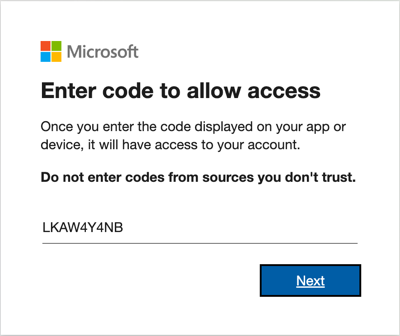 Microsoft
Enter code to allow access
Once you enter the code displayed on your app or
device, it will have access to your account.
Do not enter codes from sources you don't trust.
LKAW4Y4NB
Next